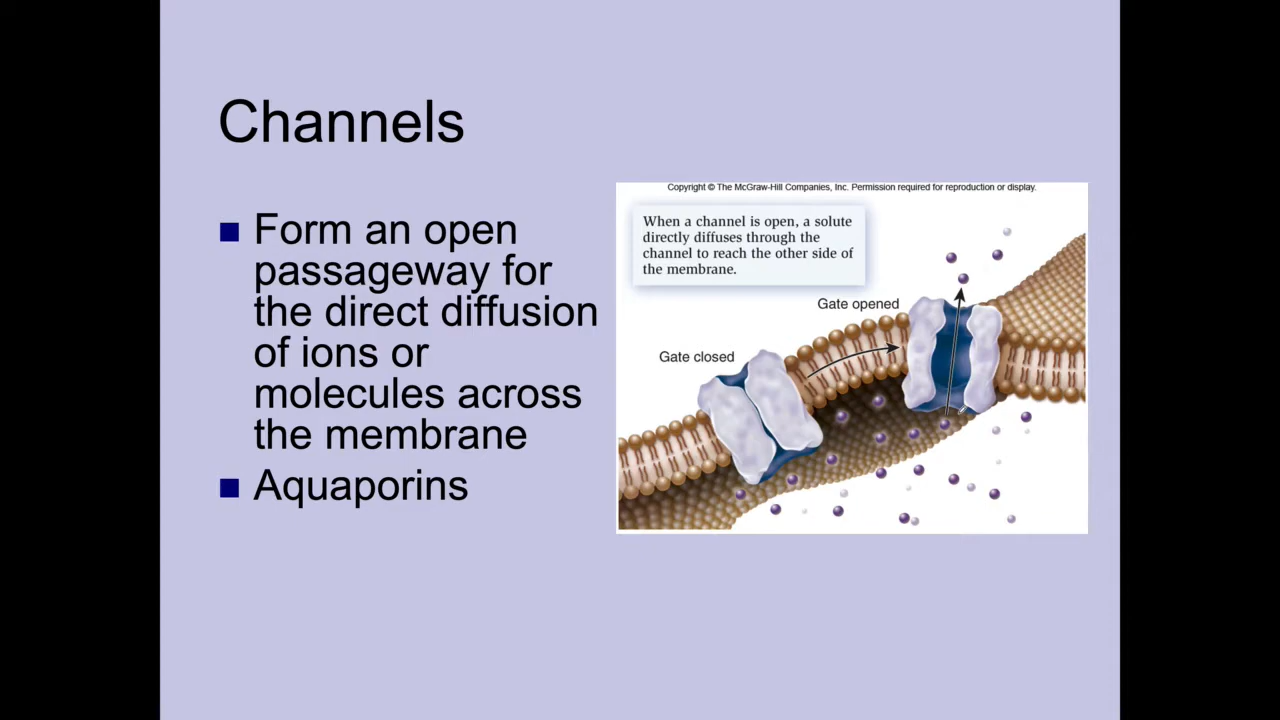 Channels
Form an open
passageway for
the direct diffusion
of ions or
molecules across
the membrane
Aquaporins
Copyright © The McGraw-Hill Companies, Inc. Permission required for reproduction or display.
When a channel is open, a solute
directly diffuses through the
channel to reach the other side of
the membrane.
Gate opened
Gate closed